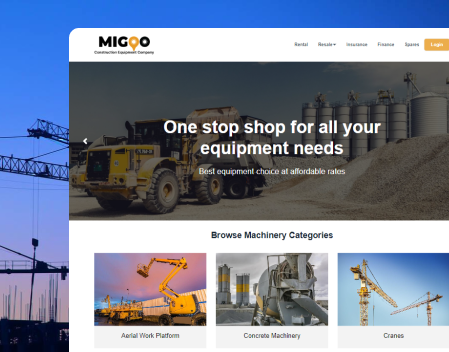 MIGOO
Construction Equipment Company
Rental Resale Insurance Finance Spares Login
One stop shop for all your
equipment needs
Best equipment choice at affordable rates
Browse Machinery Categories
Aerial Work Platform Concrete Machinery Cranes